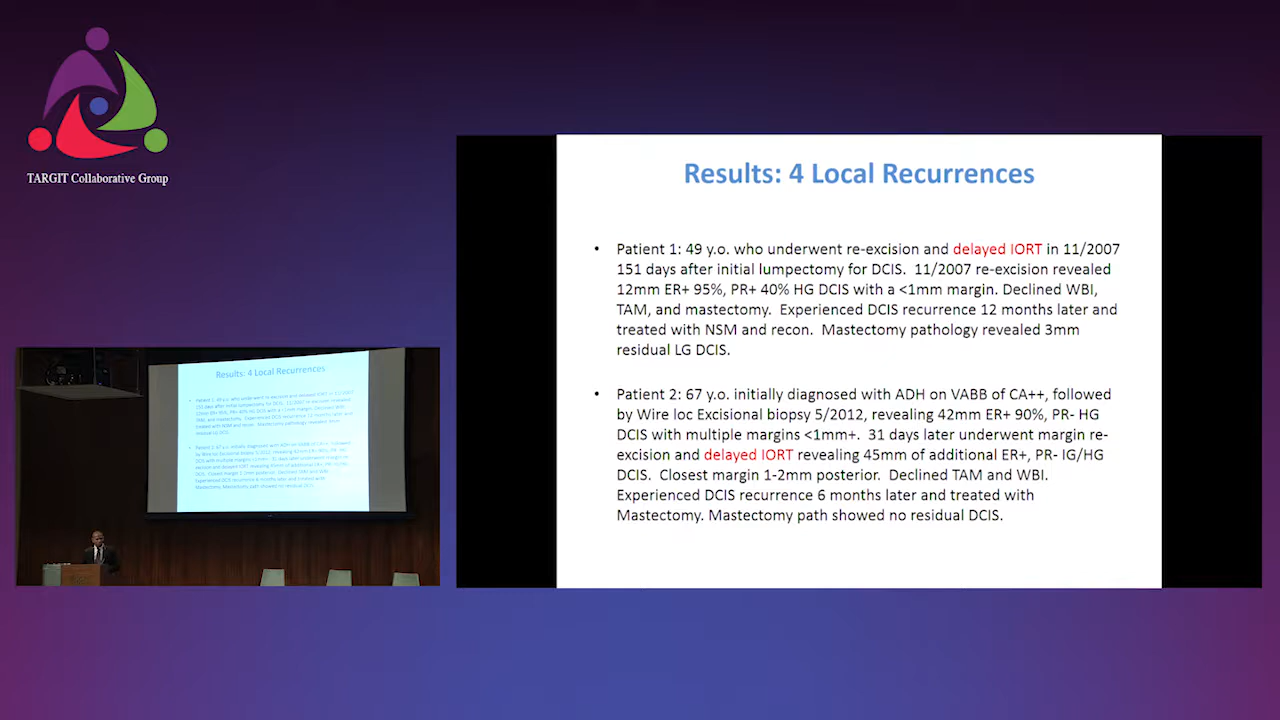 TARGIT Collaborative Group
Results: 4 Local Recurrences
• Patient 1: 49 y.o. who underwent re-excision and delayed IORT in 11/2007
151 days after initial lumpectomy for DCIS.  11/2007 re-excision revealed
12mm ER+ 95%, PR+ 40% HG DCIS with a <1mm margin. Declined WBI,
TAM, and mastectomy.  Experienced DCIS recurrence 12 months later and
treated with NSM and recon.  Mastectomy pathology revealed 3mm
residual LG DCIS.
• Patient 2: 67 y.o. initially diagnosed with ADH on VABB of CA++, followed
by Wire loc Excisional biopsy 5/2012, revealing 42mm ER+ 90%, PR- HG
DCIS with multiple margins <1mm+.  31 days later underwent margin re-
excision and delayed IORT revealing 45mm of additional ER+, PR- IG/HG
DCIS.  Closest margin 1-2mm posterior.  Declined TAM and WBI.
Experienced DCIS recurrence 6 months later and treated with
Mastectomy. Mastectomy path showed no residual DCIS.
Results: 4 Local Recurrences